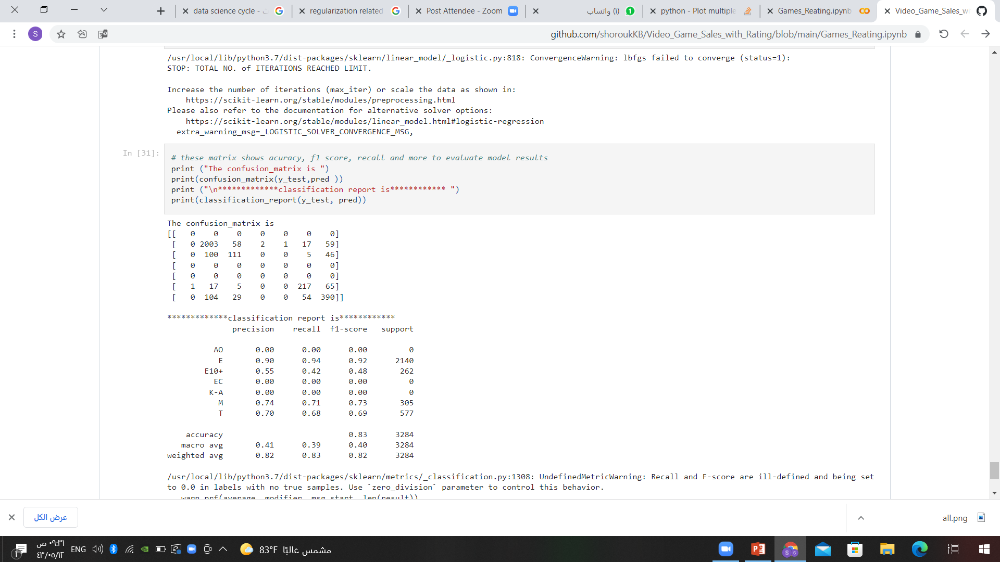 data science cycle - ث
regularization related
Post Attendee - Zoom
(1) واتساب
python - Plot multiple
Games_Reating.ipynb
Video_Game_Sales_wi
S
github.com/shoroukKB/Video_Game_Sales_with_Rating/blob/main/Games_Reating.ipynb
/usr/local/lib/python3.7/dist-packages/sklearn/linear_model/_logistic.py:818: ConvergenceWarning: lbfgs failed to converge (status=1):
STOP: TOTAL NO. of ITERATIONS REACHED LIMIT.
Increase the number of iterations (max_iter) or scale the data as shown in:
https://scikit-learn.org/stable/modules/preprocessing.html
Please also refer to the documentation for alternative solver options:
https://scikit-learn.org/stable/modules/linear_model.html#logistic-regression
extra_warning_msg=_LOGISTIC_SOLVER_CONVERGENCE_MSG,
In [31]:
# these matrix shows acuracy, f1 score, recall and more to evaluate model results
print ("The confusion_matrix is ")
print(confusion_matrix(y_test,pred ))
print ("\n*************classification report is************ ")
print(classification_report(y_test, pred))
The confusion_matrix is
[[   0    0    0    0    0    0    0]
[   0 2003   58    2    1   17   59]
[   0  100  111    0    0    5   46]
[   0    0    0    0    0    0    0]
[   0    0    0    0    0    0    0]
[   1   17    5    0    0  217   65]
[   0  104   29    0    0   54  390]]
*************classification report is************
precision    recall  f1-score   support
AO       0.00      0.00      0.00         0
E       0.90      0.94      0.92      2140
E10+       0.55      0.42      0.48       262
EC       0.00      0.00      0.00         0
K-A       0.00      0.00      0.00         0
M       0.74      0.71      0.73       305
T       0.70      0.68      0.69       577
accuracy                           0.83      3284
macro avg       0.41      0.39      0.40      3284
weighted avg       0.82      0.83      0.82      3284
/usr/local/lib/python3.7/dist-packages/sklearn/metrics/_classification.py:1308: UndefinedMetricWarning: Recall and F-score are ill-defined and being set
to 0.0 in labels with no true samples. Use `zero_division` parameter to control this behavior.
_warn_prf(average, modifier, msg_start, len(result))
عرض الكل
all.png
٠٩:٣١ ص
٤٣/٠٥/١٢
ENG
83°F مشمس غالبًا